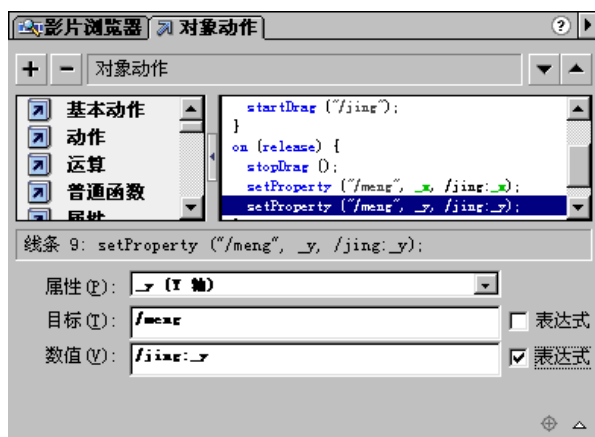 影片浏览器 对象动作 ?
+ - 对象动作
基本动作
动作
运算
普通函数
属性
startDrag ("/jing");
}
on (release) {
stopDrag ();
setProperty ("/meng", _x, /jing:_x);
setProperty ("/meng", _y, /jing:_y);
线条 9: setProperty ("/meng", _y, /jing:_y);
属性(P): _y (Y 轴)
目标(T): /meng 表达式
数值(V): /jing:_y 表达式